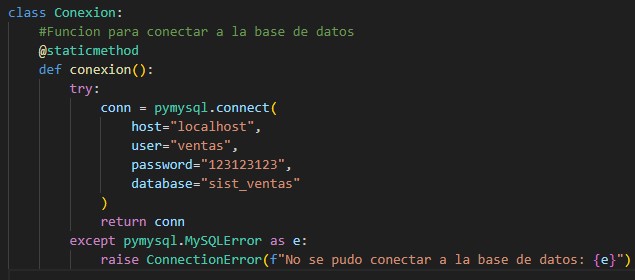 class Conexion:
    #Funcion para conectar a la base de datos
    @staticmethod
    def conexion():
        try:
            conn = pymysql.connect(
                host="localhost",
                user="ventas",
                password="123123123",
                database="sist_ventas"
            )
            return conn
        except pymysql.MySQLError as e:
            raise ConnectionError(f"No se pudo conectar a la base de datos: {e}")